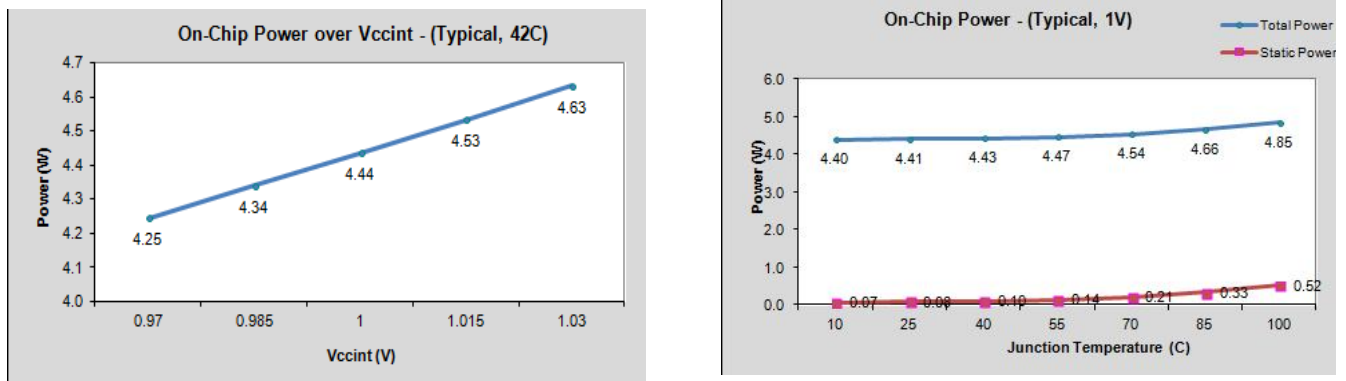 On-Chip Power over Vccint - (Typical, 42C)
Power (W)
4.7
4.6
4.5
4.4
4.3
4.2
4.1
4.0
4.25
4.34
4.44
4.53
4.63
0.97 0.985 1 1.015 1.03
Vccint (V)
On-Chip Power - (Typical, 1V)
Total Power
Static Power
Power (W)
6.0
5.0
4.0
3.0
2.0
1.0
0.0
4.40 4.41 4.43 4.47 4.54 4.66 4.85
0.07 0.08 0.10 0.14 0.21 0.33 0.52
10 25 40 55 70 85 100
Junction Temperature (C)